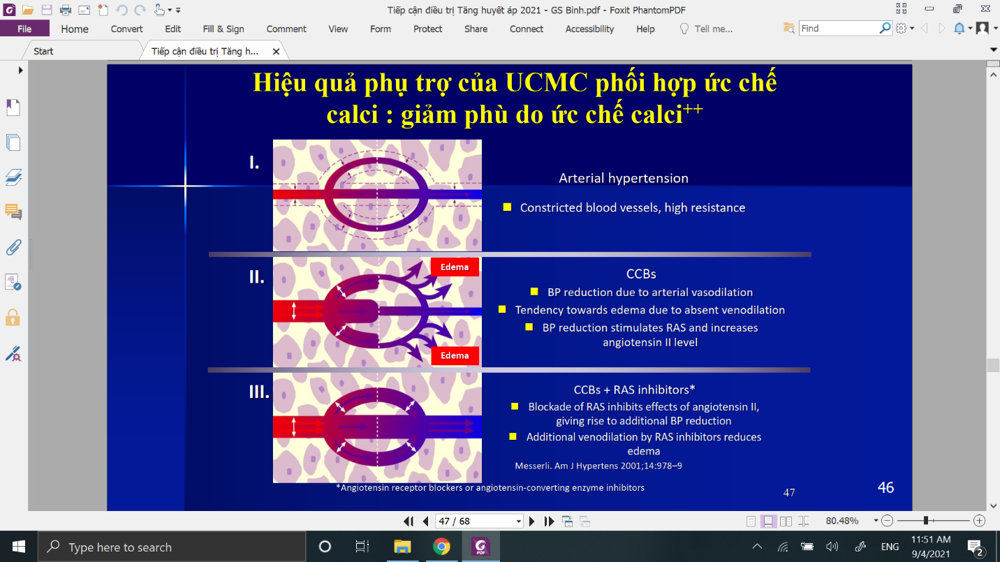 Tiếp cận điều trị Tăng huyết áp 2021 - GS Binh.pdf - Foxit PhantomPDF
File Home Convert Edit Fill & Sign Comment View Form Protect Share Connect Accessibility Help Tell me... Find
Start Tiếp cận điều trị Tăng h...
Hiệu quả phụ trợ của UCMC phối hợp ức chế
calci : giảm phù do ức chế calci++
I.
Arterial hypertension
Constricted blood vessels, high resistance
II.
Edema
Edema
CCBs
BP reduction due to arterial vasodilation
Tendency towards edema due to absent venodilation
BP reduction stimulates RAS and increases
angiotensin II level
III.
CCBs + RAS inhibitors*
Blockade of RAS inhibits effects of angiotensin II,
giving rise to additional BP reduction
Additional venodilation by RAS inhibitors reduces
edema
Messerli. Am J Hypertens 2001;14:978–9
*Angiotensin receptor blockers or angiotensin-converting enzyme inhibitors
47
46
47 / 68
80.48%
Type here to search
PDF
ENG
11:51 AM
9/4/2021
2